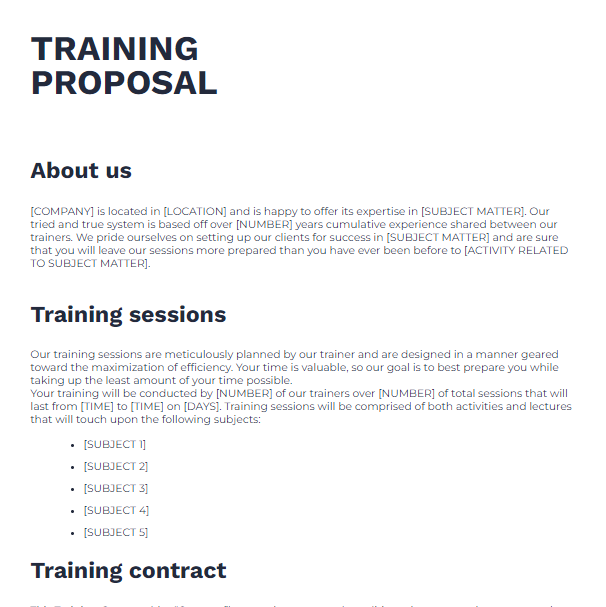 TRAINING
PROPOSAL
About us
[COMPANY] is located in [LOCATION] and is happy to offer its expertise in [SUBJECT MATTER]. Our
tried and true system is based off over [NUMBER] years cumulative experience shared between our
trainers. We pride ourselves on setting up our clients for success in [SUBJECT MATTER] and are sure
that you will leave our sessions more prepared than you have ever been before to [ACTIVITY RELATED
TO SUBJECT MATTER].
Training sessions
Our training sessions are meticulously planned by our trainer and are designed in a manner geared
toward the maximization of efficiency. Your time is valuable, so our goal is to best prepare you while
taking up the least amount of your time possible.
Your training will be conducted by [NUMBER] of our trainers over [NUMBER] of total sessions that will
last from [TIME] to [TIME] on [DAYS]. Training sessions will be comprised of both activities and lectures
that will touch upon the following subjects:
• [SUBJECT 1]
• [SUBJECT 2]
• [SUBJECT 3]
• [SUBJECT 4]
• [SUBJECT 5]
Training contract